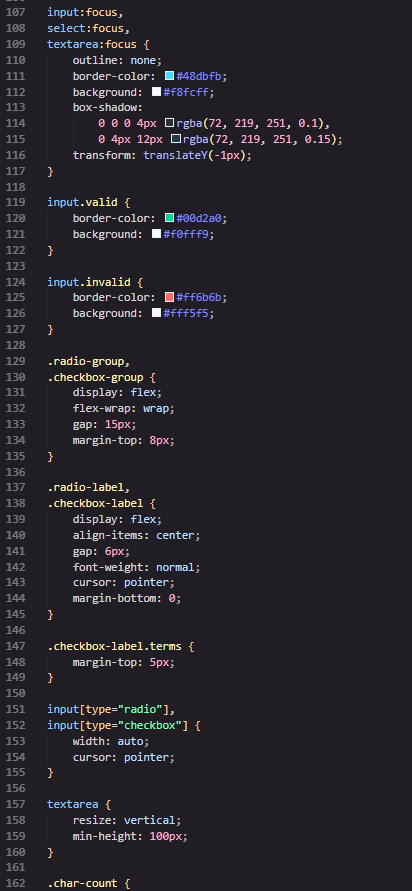 107 input:focus,
108 select:focus,
109 textarea:focus {
110 outline: none;
111 border-color: #48dbfb;
112 background: #f8fcff;
113 box-shadow:
114 0 0 0 4px rgba(72, 219, 251, 0.1),
115 0 4px 12px rgba(72, 219, 251, 0.15);
116 transform: translateY(-1px);
117 }
118
119 input.valid {
120 border-color: #00d2a0;
121 background: #f0fff9;
122 }
123
124 input.invalid {
125 border-color: #ff6b6b;
126 background: #fff5f5;
127 }
128
129 .radio-group,
130 .checkbox-group {
131 display: flex;
132 flex-wrap: wrap;
133 gap: 15px;
134 margin-top: 8px;
135 }
136
137 .radio-label,
138 .checkbox-label {
139 display: flex;
140 align-items: center;
141 gap: 6px;
142 font-weight: normal;
143 cursor: pointer;
144 margin-bottom: 0;
145 }
146
147 .checkbox-label.terms {
148 margin-top: 5px;
149 }
150
151 input[type="radio"],
152 input[type="checkbox"] {
153 width: auto;
154 cursor: pointer;
155 }
156
157 textarea {
158 resize: vertical;
159 min-height: 100px;
160 }
161
162 .char-count {